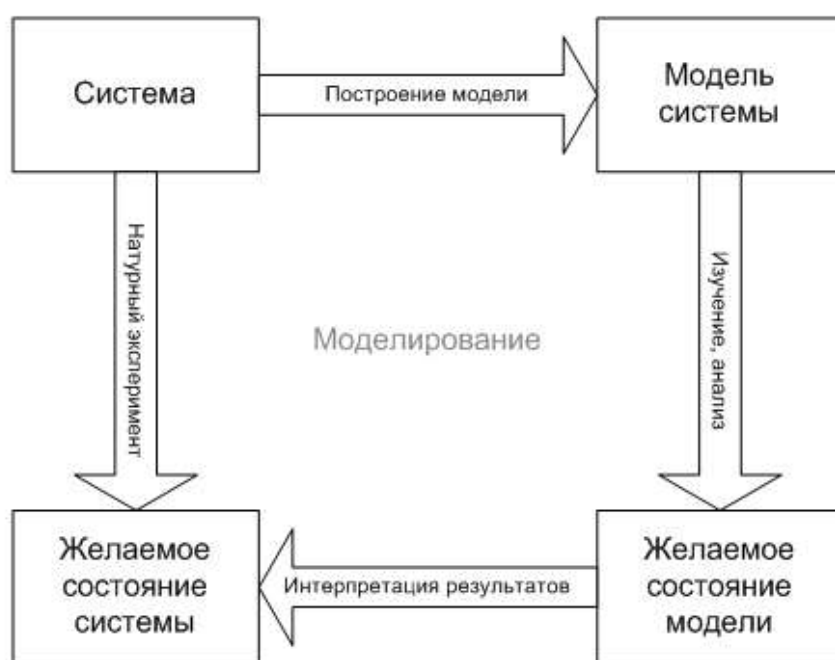 Система
Построение модели
Модель
системы
Натурный эксперимент
Моделирование
Изучение, анализ
Желаемое
состояние
системы
Интерпретация результатов
Желаемое
состояние
модели